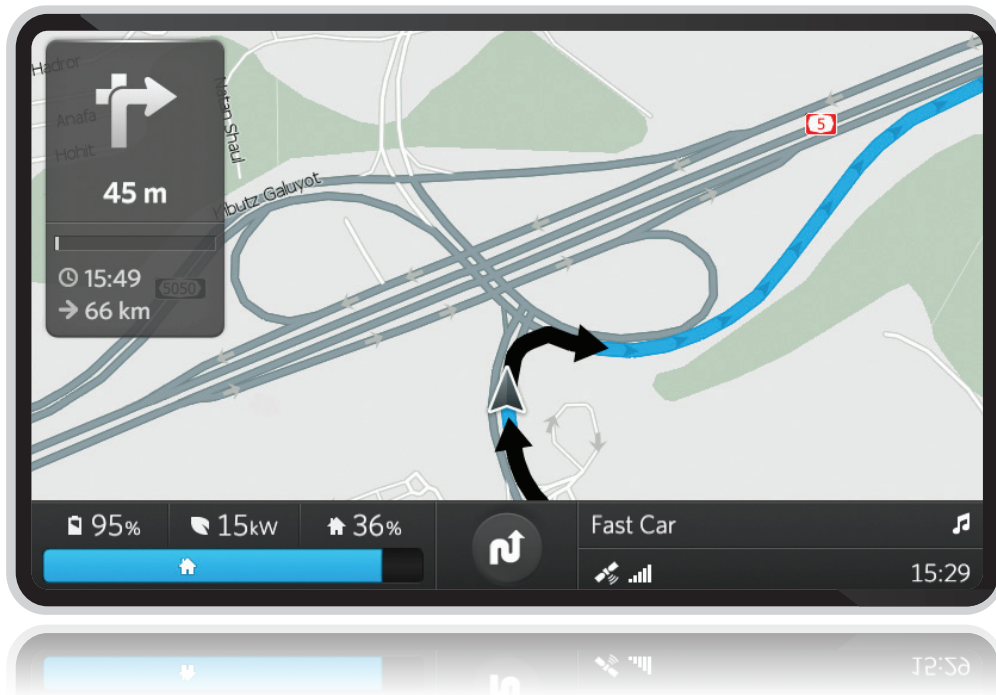 Hadror
Anafa
Hohit
Natan Shaul
45 m
Kibutz Galuyot
5
15:49
5050
66 km
95%
15kW
36%
Fast Car
15:29